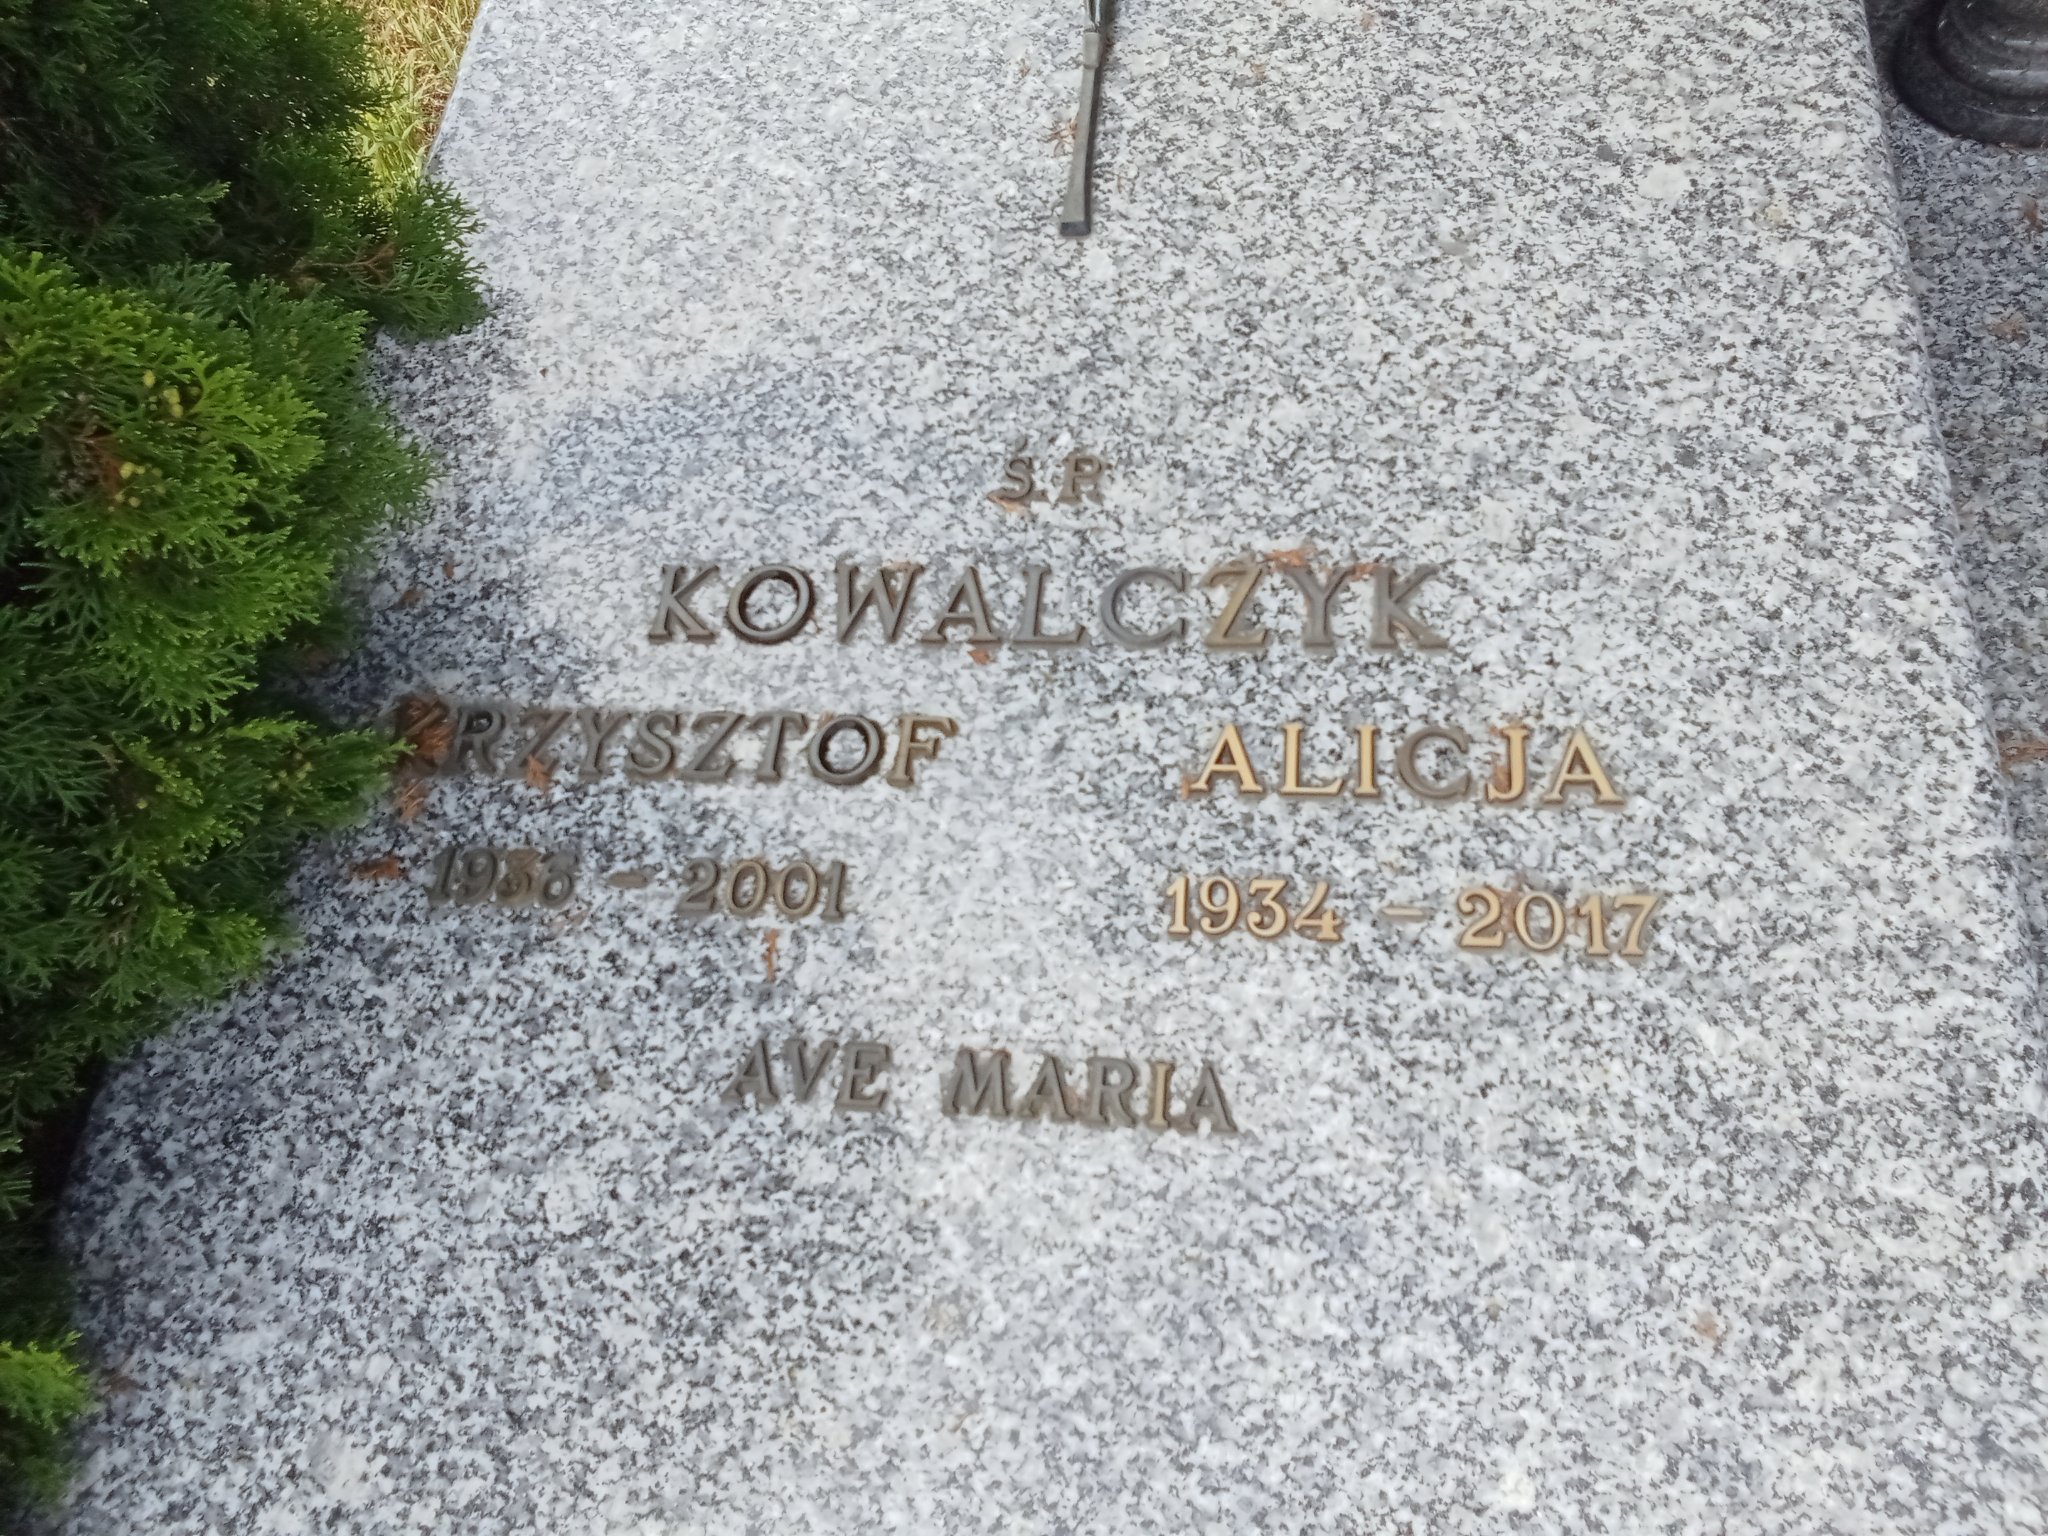 Ś.P.
KOWALCZYK
KRZYSZTOF ALICJA
– 2001 1934 – 2017
AVE MARIA